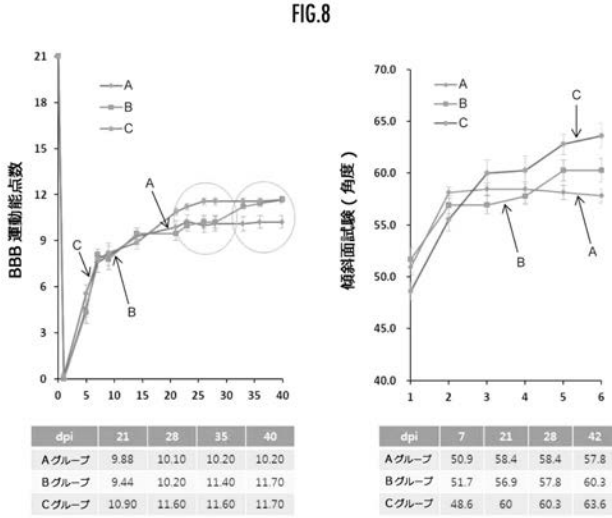 FIG.8
BBB 運動能点数
21
18
15
12
9
6
3
0
A
B
C
A
C
B
0 5 10 15 20 25 30 35 40
dpi 21 28 35 40
Aグループ 9.88 10.10 10.20 10.20
Bグループ 9.44 10.20 11.40 11.70
Cグループ 10.90 11.60 11.60 11.70
傾斜面試験(角度)
70.0
65.0
60.0
55.0
50.0
45.0
40.0
A
B
C
C
B
A
1 2 3 4 5 6
dpi 7 21 28 42
Aグループ 50.9 58.4 58.4 57.8
Bグループ 51.7 56.9 57.8 60.3
Cグループ 48.6 60 60.3 63.6